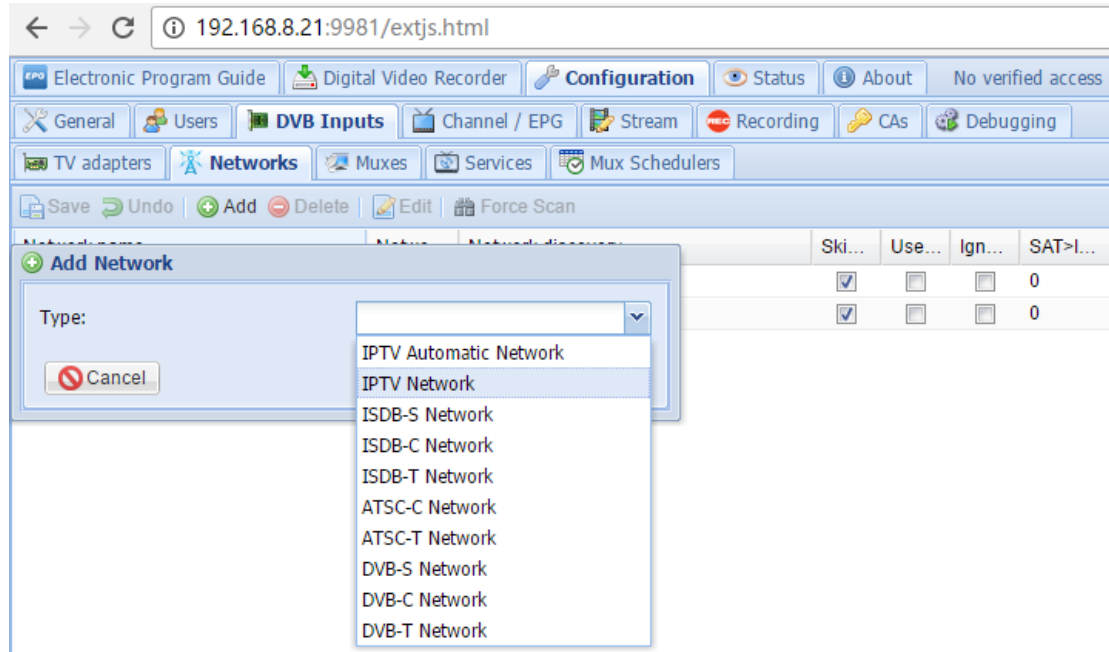 192.168.8.21:9981/extjs.html
EPG Electronic Program Guide Digital Video Recorder Configuration Status About No verified access
General Users DVB Inputs Channel / EPG Stream REC Recording CAs Debugging
TV adapters Networks Muxes Services Mux Schedulers
Save Undo Add Delete Edit Force Scan
Ski... Use... Ign... SAT>I...
Add Network
0
Type: 0
IPTV Automatic Network
Cancel
IPTV Network
ISDB-S Network
ISDB-C Network
ISDB-T Network
ATSC-C Network
ATSC-T Network
DVB-S Network
DVB-C Network
DVB-T Network